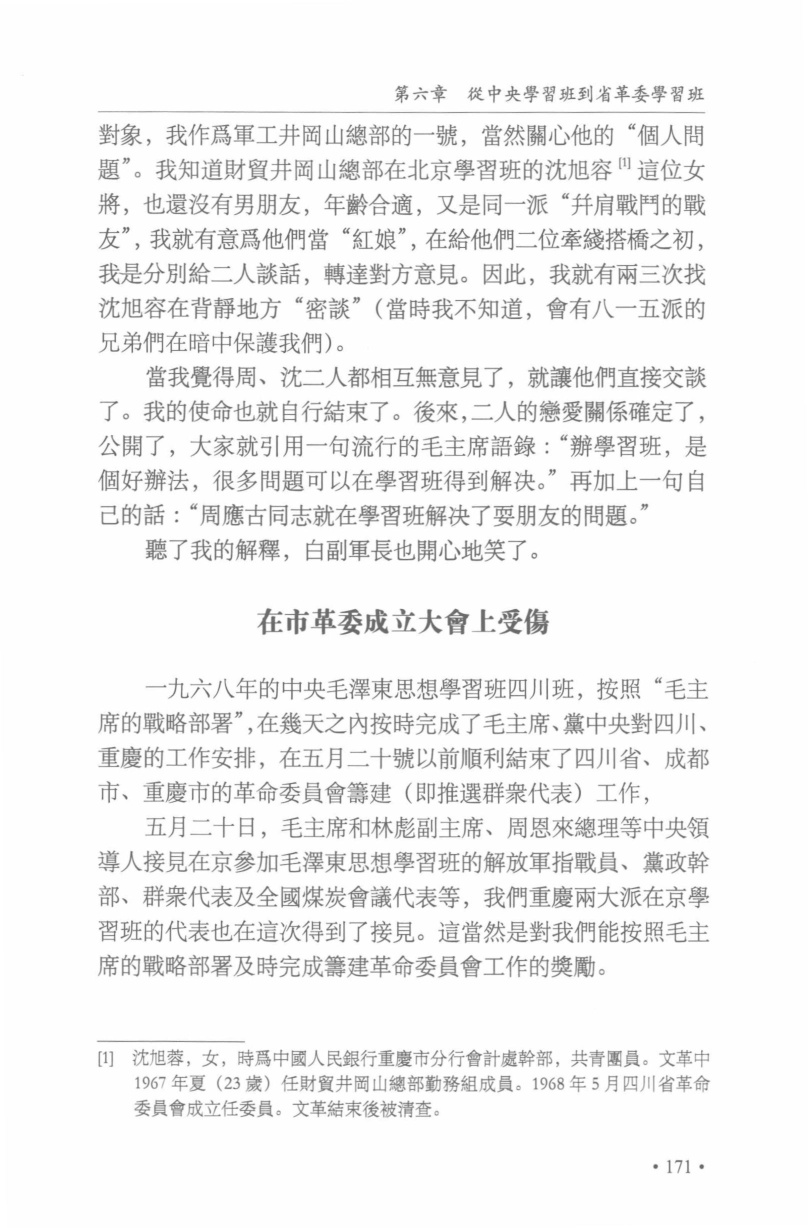 第六章　從中央學習班到省革委學習班
對象，我作爲軍工井岡山總部的一號，當然關心他的“個人問
題”。我知道財貿井岡山總部在北京學習班的沈旭容[1]這位女
將，也還沒有男朋友，年齡合適，又是同一派“幷肩戰鬥的戰
友”，我就有意爲他們當“紅娘”，在給他們二位牽綫搭橋之初，
我是分別給二人談話，轉達對方意見。因此，我就有兩三次找
沈旭容在背靜地方“密談”（當時我不知道，會有八一五派的
兄弟們在暗中保護我們）。
當我覺得周、沈二人都相互無意見了，就讓他們直接交談
了。我的使命也就自行結束了。後來，二人的戀愛關係確定了，
公開了，大家就引用一句流行的毛主席語錄：“辦學習班，是
個好辦法，很多問題可以在學習班得到解决。”再加上一句自
己的話：“周應古同志就在學習班解决了耍朋友的問題。”
聽了我的解釋，白副軍長也開心地笑了。
在市革委成立大會上受傷
一九六八年的中央毛澤東思想學習班四川班，按照“毛主
席的戰略部署”，在幾天之內按時完成了毛主席、黨中央對四川、
重慶的工作安排，在五月二十號以前順利結束了四川省、成都
市、重慶市的革命委員會籌建（即推選群衆代表）工作，
五月二十日，毛主席和林彪副主席、周恩來總理等中央領
導人接見在京參加毛澤東思想學習班的解放軍指戰員、黨政幹
部、群衆代表及全國煤炭會議代表等，我們重慶兩大派在京學
習班的代表也在這次得到了接見。這當然是對我們能按照毛主
席的戰略部署及時完成籌建革命委員會工作的獎勵。
[1]　沈旭蓉，女，時爲中國人民銀行重慶市分行會計處幹部，共青團員。文革中
1967 年夏（23 歲）任財貿井岡山總部勤務組成員。1968 年 5 月四川省革命
委員會成立任委員。文革結束後被清查。
• 171 •